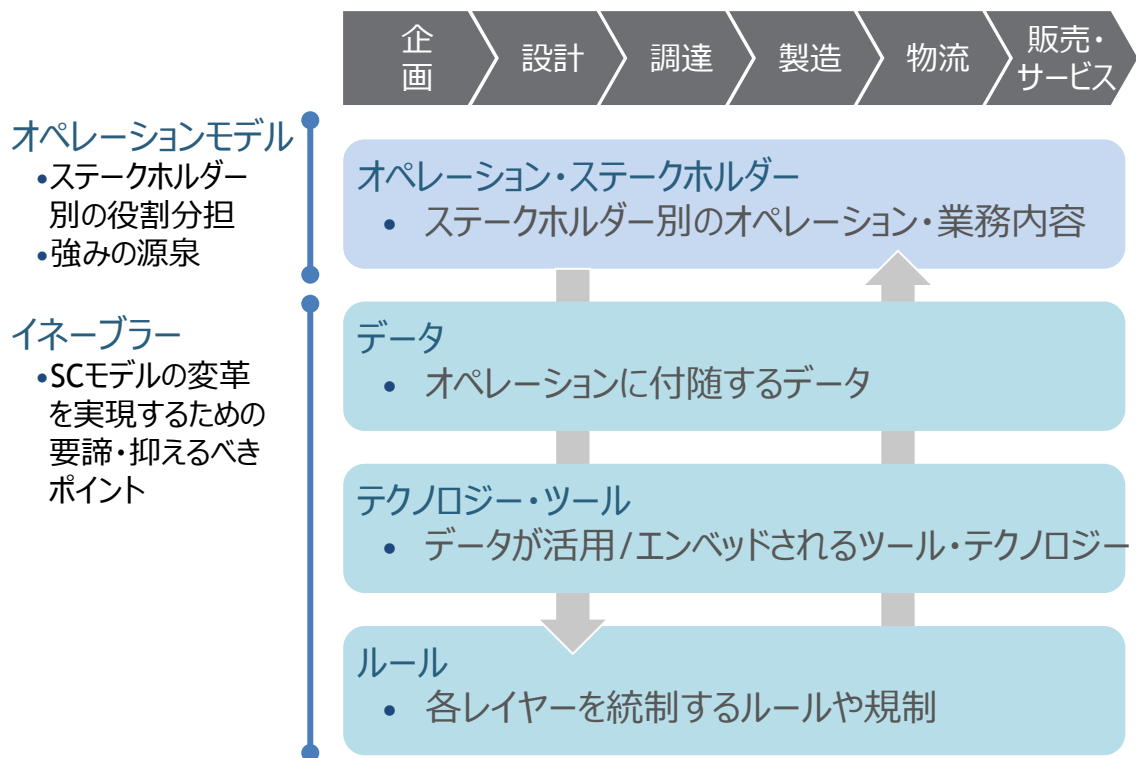 企
画
設計
調達
製造
物流
販売・
サービス
オペレーションモデル
•ステークホルダー
別の役割分担
•強みの源泉
イネーブラー
•SCモデルの変革
を実現するための
要諦・抑えるべき
ポイント
オペレーション・ステークホルダー
• ステークホルダー別のオペレーション・業務内容
データ
• オペレーションに付随するデータ
テクノロジー・ツール
• データが活用/エンベッドされるツール・テクノロジー
ルール
• 各レイヤーを統制するルールや規制